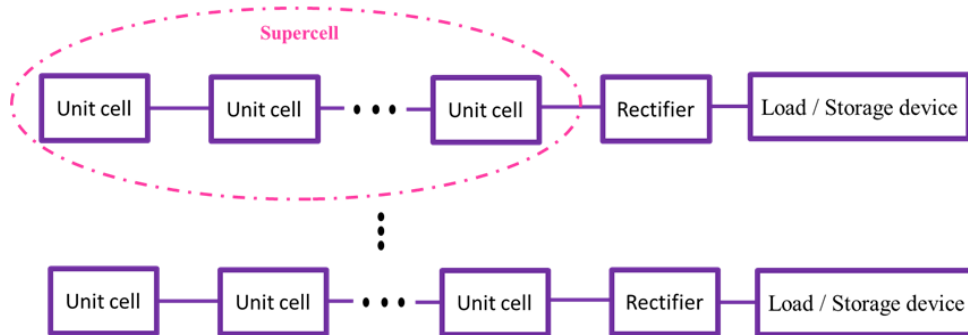 Supercell
Unit cell Unit cell Unit cell Rectifier Load / Storage device
Unit cell Unit cell Unit cell Rectifier Load / Storage device